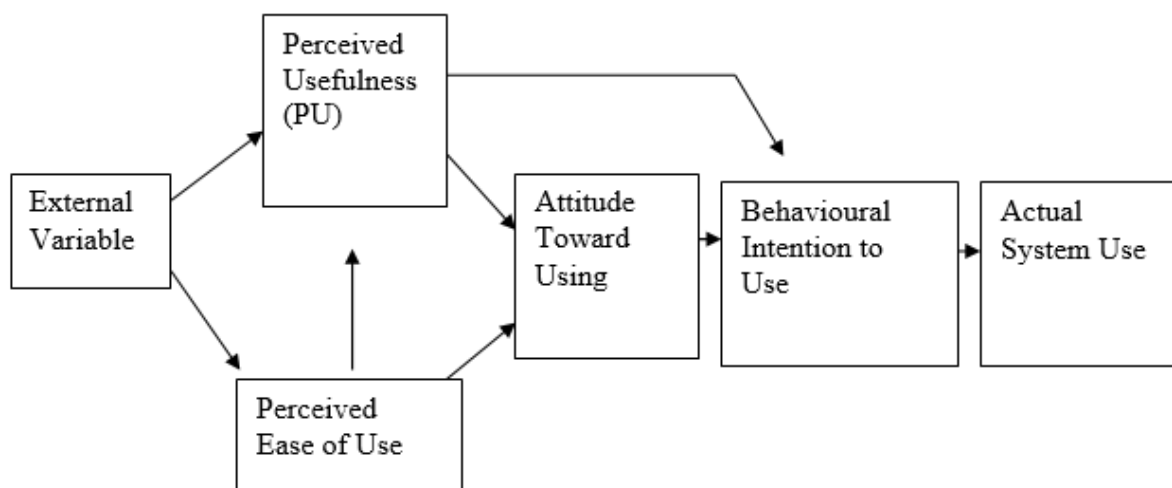 Perceived
Usefulness
(PU)
External
Variable
Attitude
Toward
Using
Behavioural
Intention to
Use
Actual
System Use
Perceived
Ease of Use